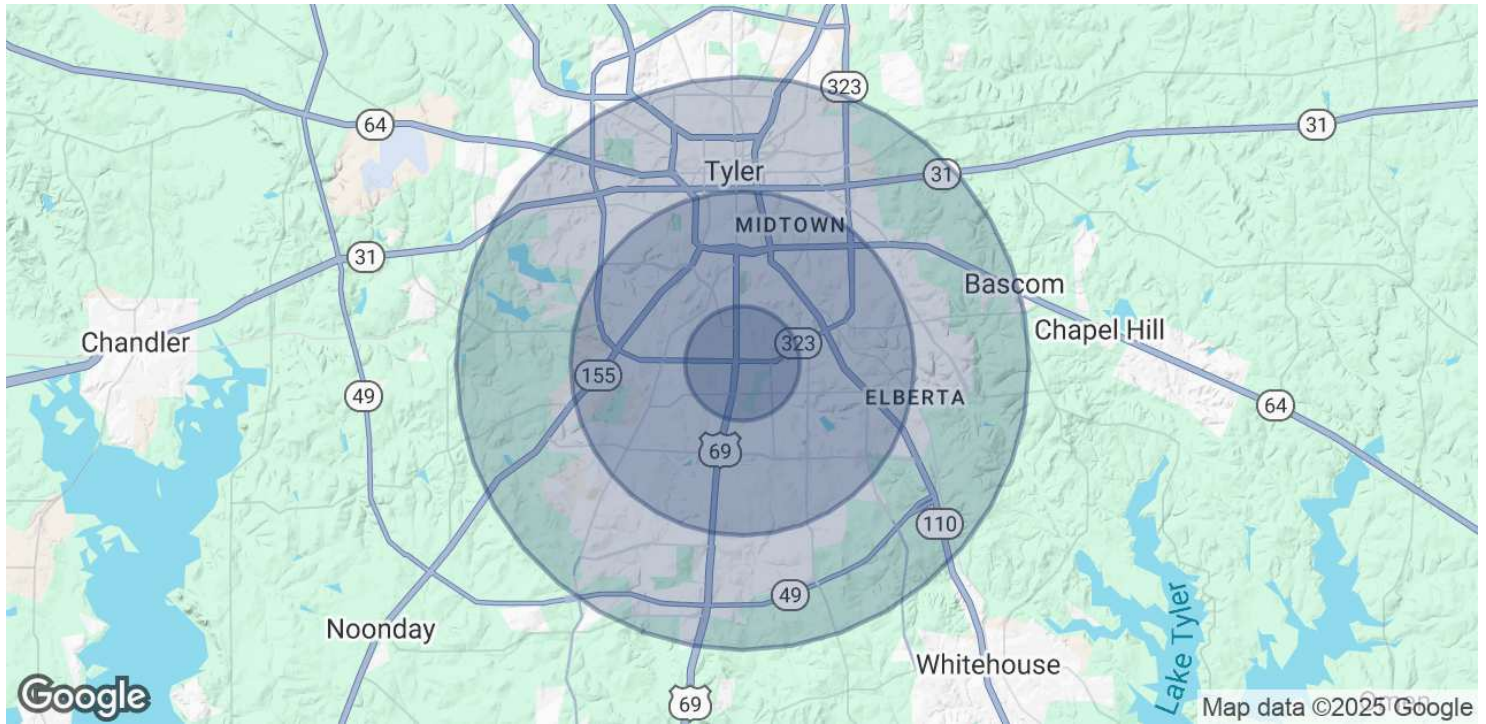 323
64
31
Tyler
31
MIDTOWN
31
Bascom
Chapel Hill
Chandler
323
155
49
ELBERTA
64
69
110
49
Noonday
Whitehouse
Lake Tyler
69
Google
Map data ©2025 Google